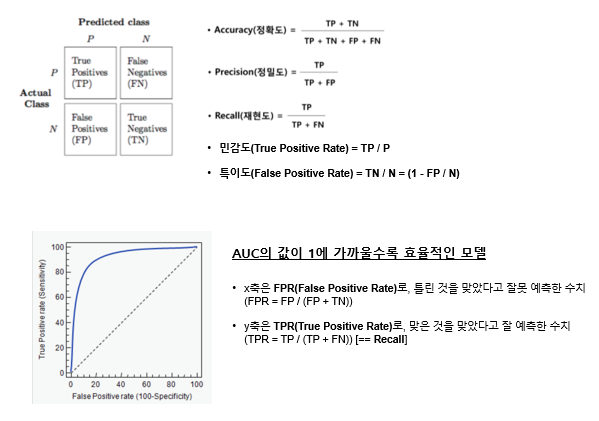 Predicted class
P N
P
True Positives (TP)
False Negatives (FN)
Actual Class
N
False Positives (FP)
True Negatives (TN)
• Accuracy(정확도) = TP + TN / TP + TN + FP + FN
• Precision(정밀도) = TP / TP + FP
• Recall(재현도) = TP / TP + FN
• 민감도(True Positive Rate) = TP / P
• 특이도(False Positive Rate) = TN / N = (1 - FP / N)
True Positive rate (Sensitivity)
100
80
60
40
20
0
0 20 40 60 80 100
False Positive rate (100-Specificity)
AUC의 값이 1에 가까울수록 효율적인 모델
• x축은 FPR(False Positive Rate)로, 틀린 것을 맞았다고 잘못 예측한 수치
(FPR = FP / (FP + TN))
• y축은 TPR(True Positive Rate)로, 맞은 것을 맞았다고 잘 예측한 수치
(TPR = TP / (TP + FN)) [== Recall]